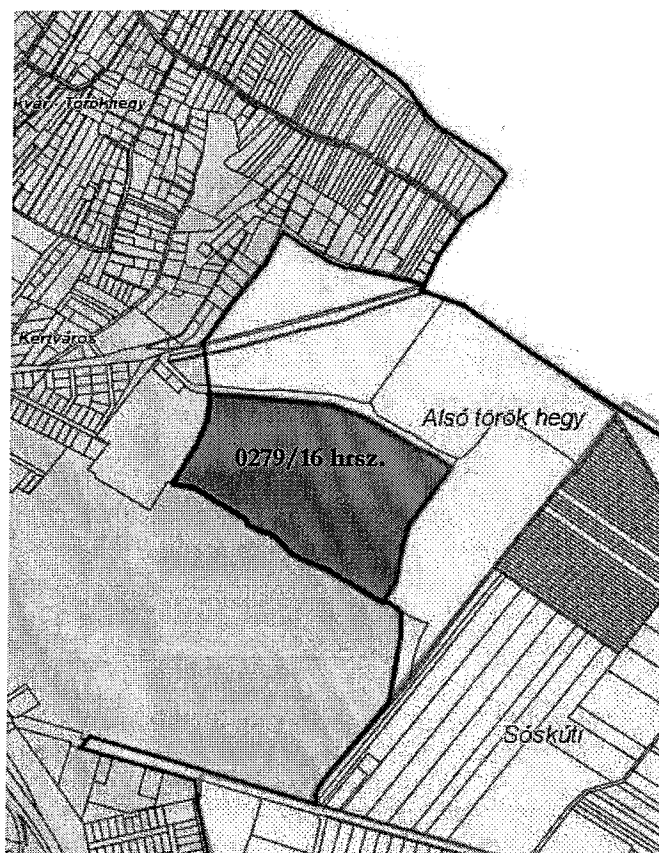 Törökhegy
Kertváros
Alsó török hegy
0279/16 hrsz.
Sóskúti